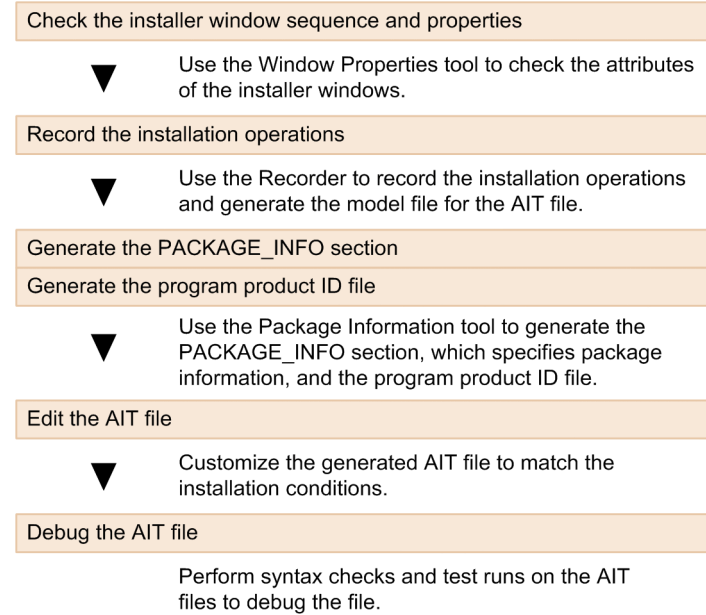 Check the installer window sequence and properties
Use the Window Properties tool to check the attributes
of the installer windows.
Record the installation operations
Use the Recorder to record the installation operations
and generate the model file for the AIT file.
Generate the PACKAGE_INFO section
Generate the program product ID file
Use the Package Information tool to generate the
PACKAGE_INFO section, which specifies package
information, and the program product ID file.
Edit the AIT file
Customize the generated AIT file to match the
installation conditions.
Debug the AIT file
Perform syntax checks and test runs on the AIT
files to debug the file.